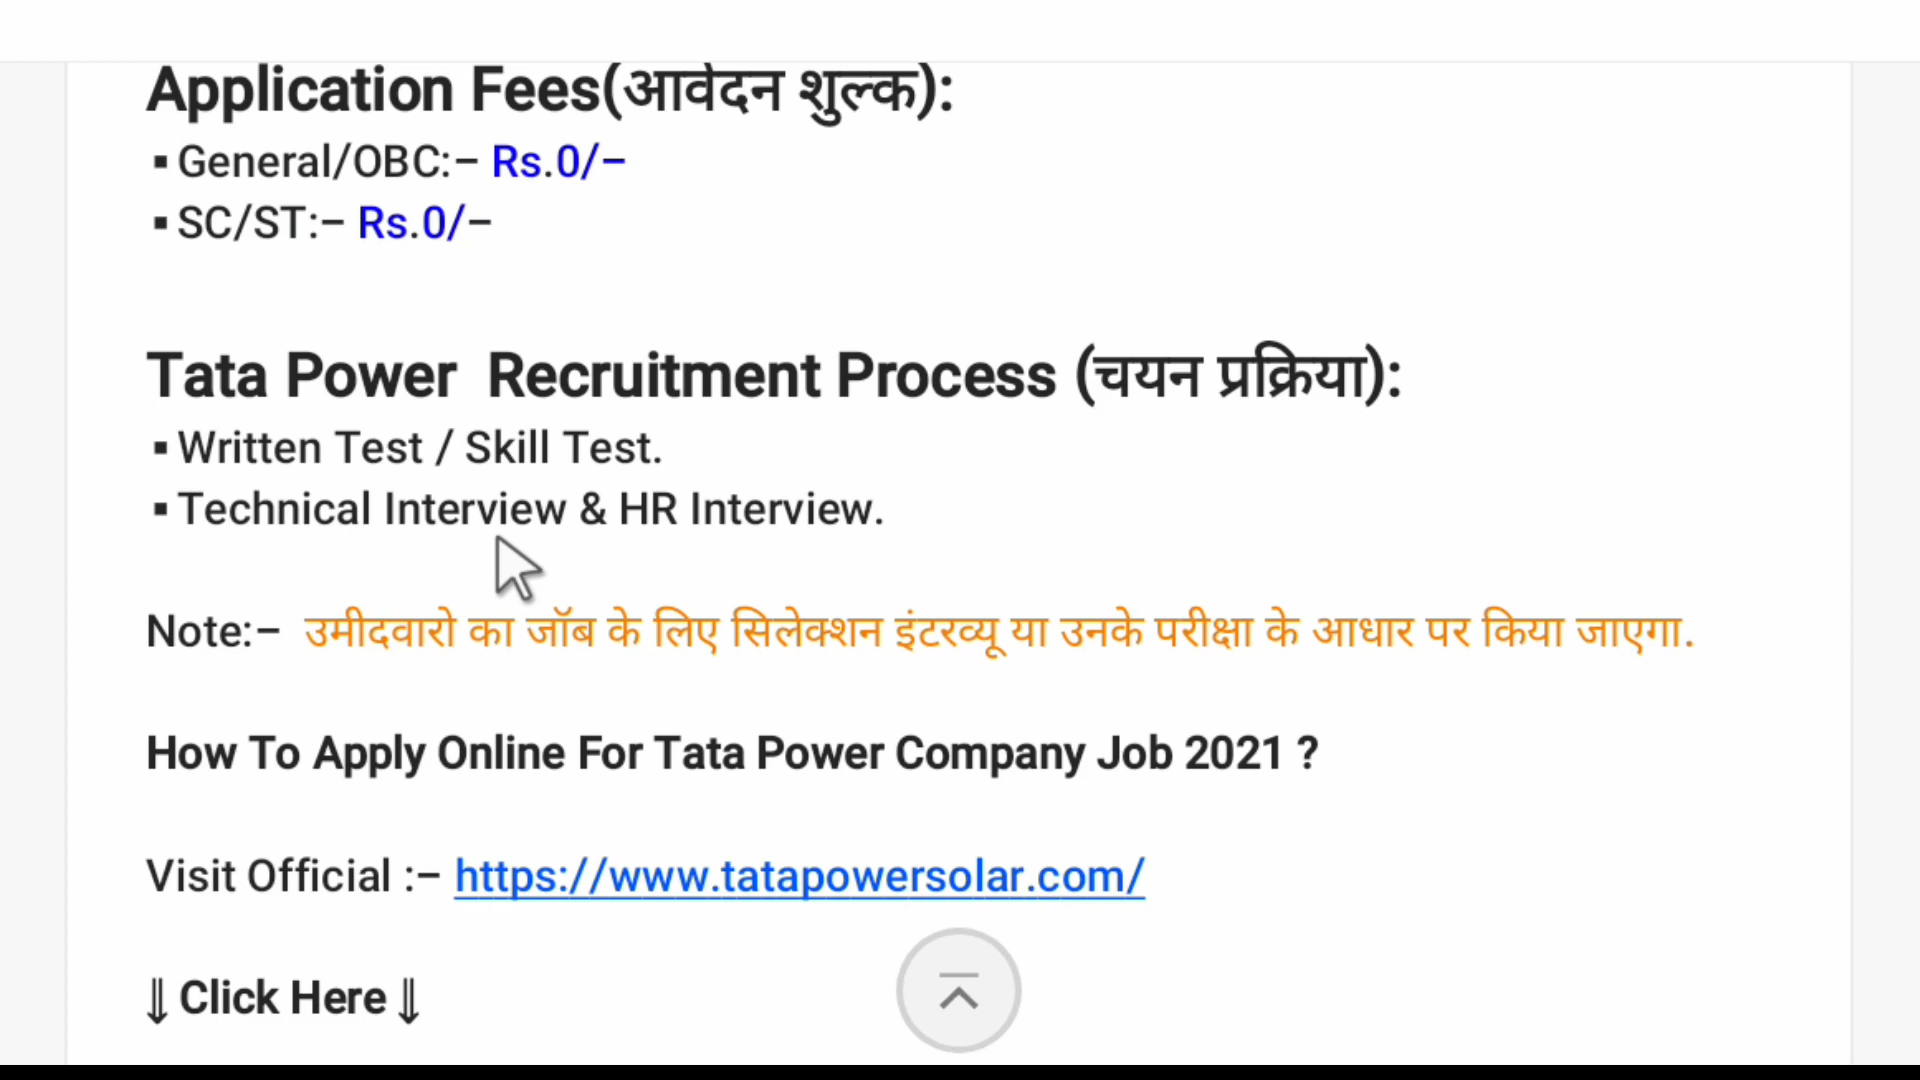 Application Fees(आवेदन शुल्क):
▪General/OBC:– Rs.0/–
▪SC/ST:– Rs.0/–
Tata Power Recruitment Process (चयन प्रक्रिया):
▪Written Test / Skill Test.
▪Technical Interview & HR Interview.
Note:– उमीदवारो का जॉब के लिए सिलेक्शन इंटरव्यू या उनके परीक्षा के आधार पर किया जाएगा.
How To Apply Online For Tata Power Company Job 2021 ?
Visit Official :– https://www.tatapowersolar.com/
⇓Click Here⇓